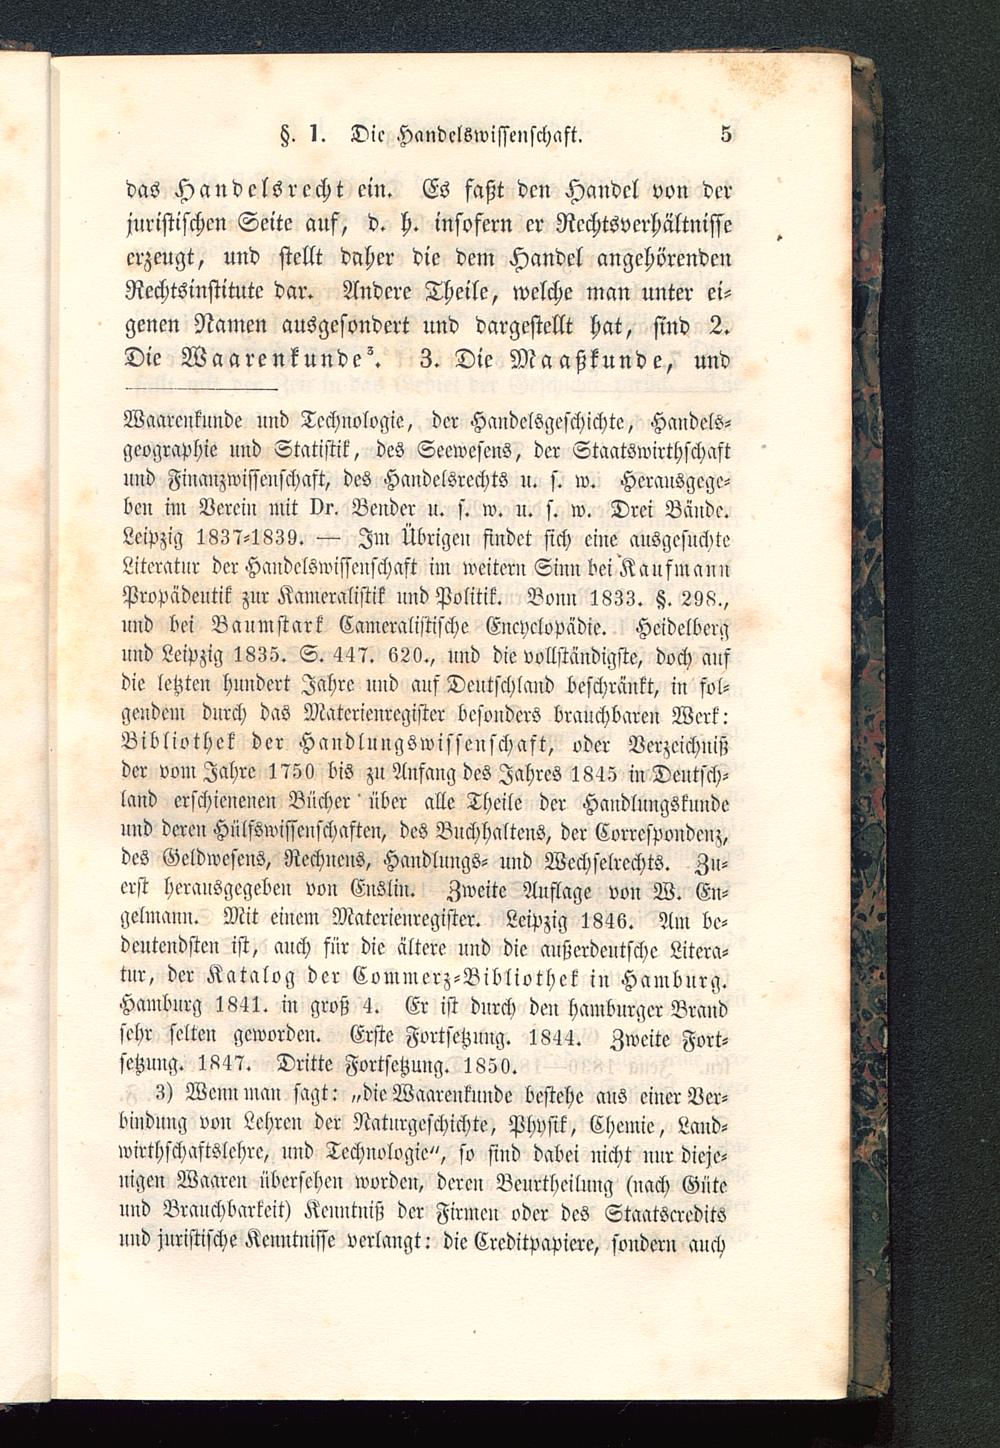 §. 1. Die Handelswissenschaft. 5
das Handelsrecht ein. Es faßt den Handel von der
juristischen Seite auf, d. h. insofern er Rechtsverhältnisse
erzeugt, und stellt daher die dem Handel angehörenden
Rechtsinstitute dar. Andere Theile, welche man unter ei-
genen Namen ausgesondert und dargestellt hat, sind 2.
Die Waarenkunde³. 3. Die Maaßkunde, und
Waarenkunde und Technologie, der Handelsgeschichte, Handels-
geographie und Statistik, des Seewesens, der Staatswirthschaft
und Finanzwissenschaft, des Handelsrechts u. s. w. Herausgege-
ben im Verein mit Dr. Bender u. s. w. u. s. w. Drei Bände.
Leipzig 1837-1839. — Im Übrigen findet sich eine ausgesuchte
Literatur der Handelswissenschaft im weitern Sinn bei Kaufmann
Propädeutik zur Kameralistik und Politik. Bonn 1833. §. 298.,
und bei Baumstark Cameralistische Encyclopädie. Heidelberg
und Leipzig 1835. S. 447. 620., und die vollständigste, doch auf
die letzten hundert Jahre und auf Deutschland beschränkt, in fol-
gendem durch das Materienregister besonders brauchbaren Werk:
Bibliothek der Handlungswissenschaft, oder Verzeichniß
der vom Jahre 1750 bis zu Anfang des Jahres 1845 in Deutsch-
land erschienenen Bücher über alle Theile der Handlungskunde
und deren Hülfswissenschaften, des Buchhaltens, der Correspondenz,
des Geldwesens, Rechnens, Handlungs- und Wechselrechts. Zu-
erst herausgegeben von Enslin. Zweite Auflage von W. En-
gelmann. Mit einem Materienregister. Leipzig 1846. Am be-
deutendsten ist, auch für die ältere und die außerdeutsche Litera-
tur, der Katalog der Commerz-Bibliothek in Hamburg.
Hamburg 1841. in groß 4. Er ist durch den hamburger Brand
sehr selten geworden. Erste Fortsetzung. 1844. Zweite Fort-
setzung. 1847. Dritte Fortsetzung. 1850.
3) Wenn man sagt: „die Waarenkunde bestehe aus einer Ver-
bindung von Lehren der Naturgeschichte, Physik, Chemie, Land-
wirthschaftslehre, und Technologie“, so sind dabei nicht nur dieje-
nigen Waaren übersehen worden, deren Beurtheilung (nach Güte
und Brauchbarkeit) Kenntniß der Firmen oder des Staatscredits
und juristische Kenntnisse verlangt: die Creditpapiere, sondern auch